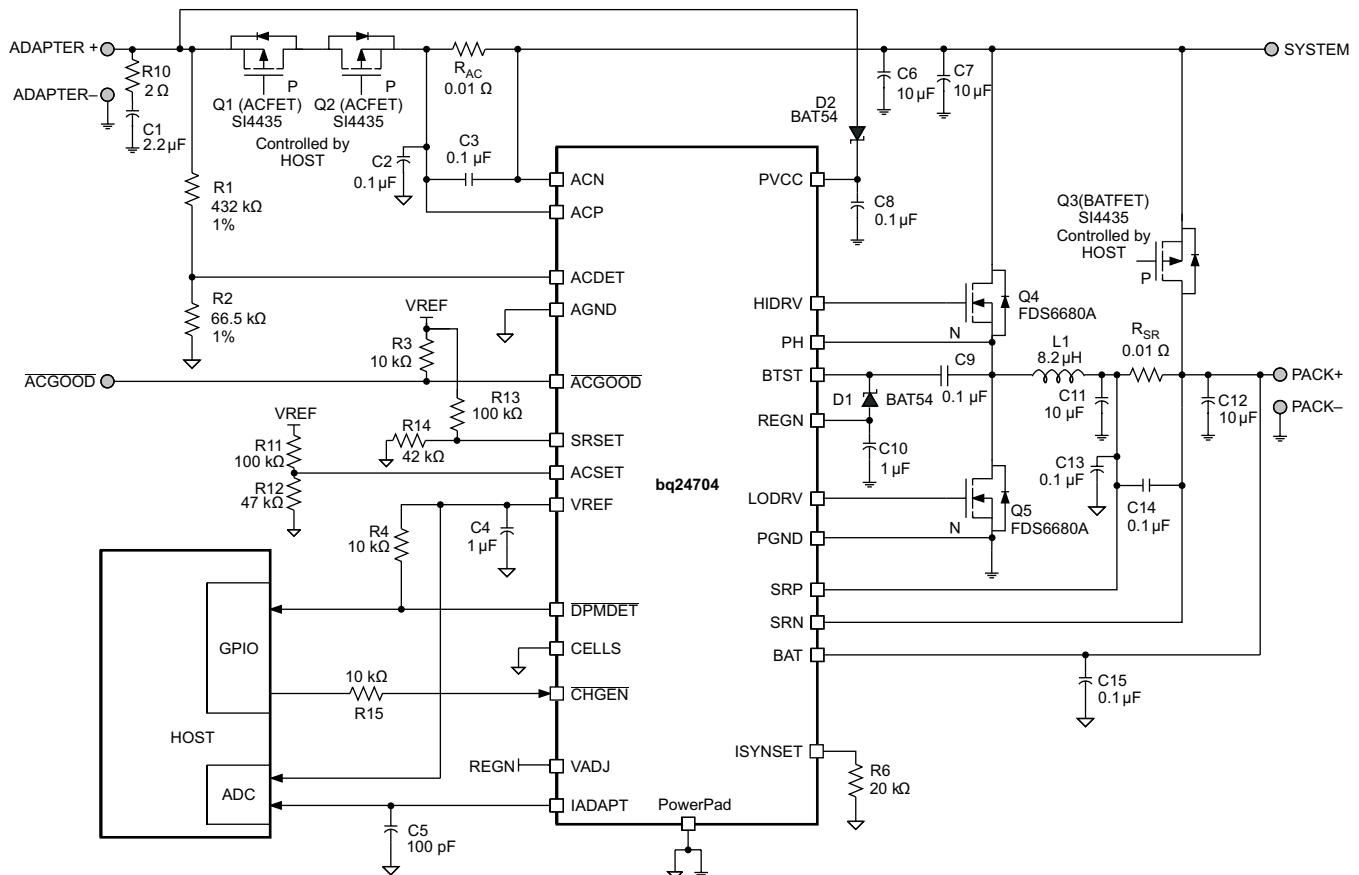 ADAPTER +
ADAPTER–
R10
2 Ω
C1
2.2 µF
P
Q1 (ACFET)
SI4435
P
Q2 (ACFET)
SI4435
Controlled by
HOST
RAC
0.01 Ω
C6
10 µF
C7
10 µF
SYSTEM
D2
BAT54
C2
0.1 µF
C3
0.1 µF
R1
432 kΩ
1%
R2
66.5 kΩ
1%
ACN
ACP
ACDET
AGND
ACGOOD
SRSET
ACSET
VREF
DPMDET
CELLS
CHGEN
VADJ
IADAPT
PVCC
HIDRV
PH
BTST
REGN
LODRV
PGND
SRP
SRN
BAT
ISYNSET
PowerPad
bq24704
C8
0.1 µF
Q3(BATFET)
SI4435
Controlled by
HOST
P
Q4
FDS6680A
N
VREF
R3
10 kΩ
ACGOOD
R13
100 kΩ
R14
42 kΩ
VREF
R11
100 kΩ
R12
47 kΩ
R4
10 kΩ
C4
1 µF
C9
0.1 µF
D1
BAT54
C10
1 µF
L1
8.2 µH
RSR
0.01 Ω
C11
10 µF
C12
10 µF
PACK+
PACK–
C13
0.1 µF
C14
0.1 µF
Q5
FDS6680A
N
C15
0.1 µF
GPIO
HOST
ADC
10 kΩ
R15
REGN
C5
100 pF
R6
20 kΩ